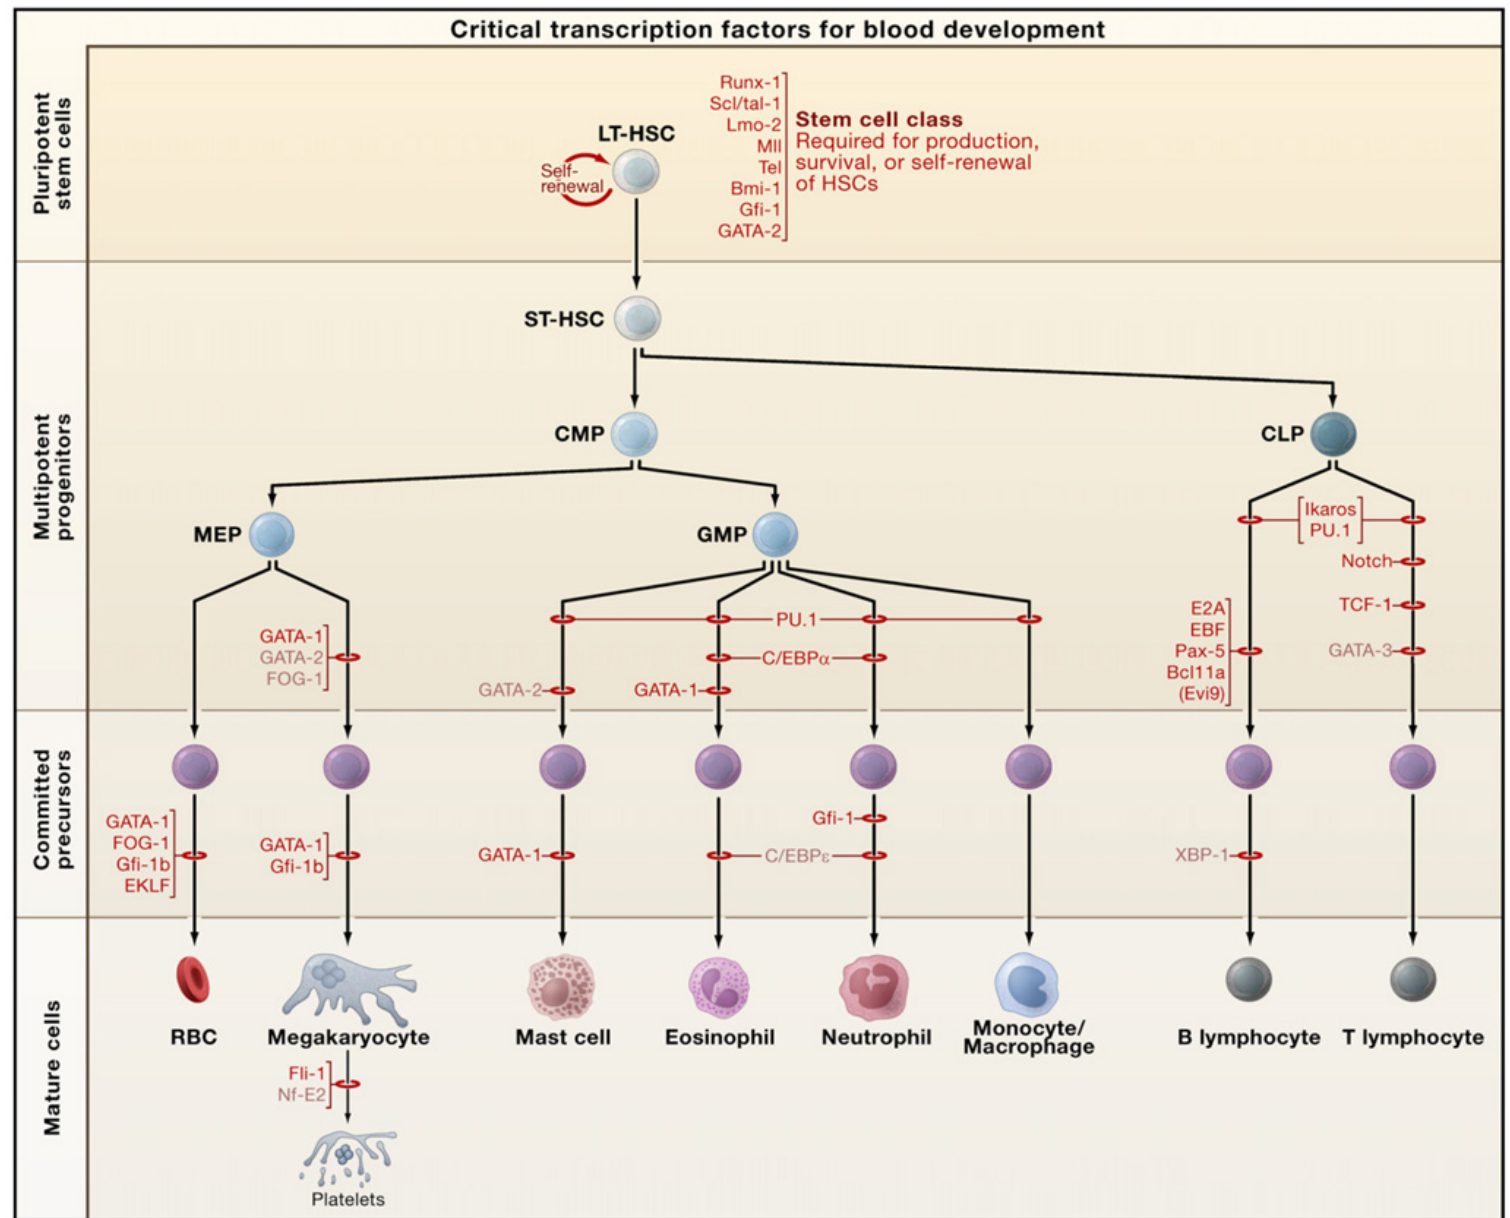 Critical transcription factors for blood development
Pluripotent
stem cells
LT-HSC
Self-
renewal
Runx-1
Scl/tal-1
Lmo-2
Mll
Tel
Bmi-1
Gfi-1
GATA-2
Stem cell class
Required for production,
survival, or self-renewal
of HSCs
Multipotent
progenitors
ST-HSC
CMP
CLP
MEP
GMP
Ikaros
PU.1
Notch
TCF-1
GATA-3
E2A
EBF
Pax-5
Bcl11a
(Evi9)
GATA-1
GATA-2
FOG-1
PU.1
C/EBPα
GATA-2
GATA-1
Committed
precursors
GATA-1
FOG-1
Gfi-1b
EKLF
GATA-1
Gfi-1b
GATA-1
Gfi-1
C/EBPε
XBP-1
Mature cells
RBC
Megakaryocyte
Mast cell
Eosinophil
Neutrophil
Monocyte/
Macrophage
B lymphocyte
T lymphocyte
Fli-1
Nf-E2
Platelets